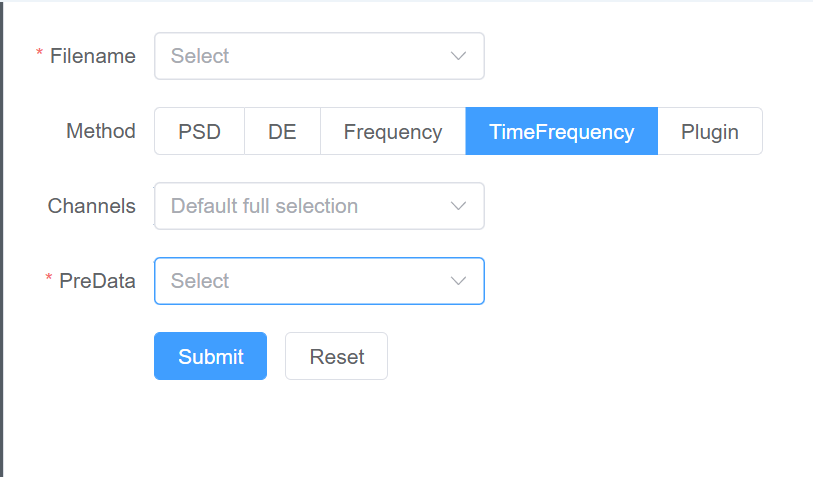 * Filename Select
Method PSD DE Frequency TimeFrequency Plugin
Channels Default full selection
* PreData Select
Submit Reset